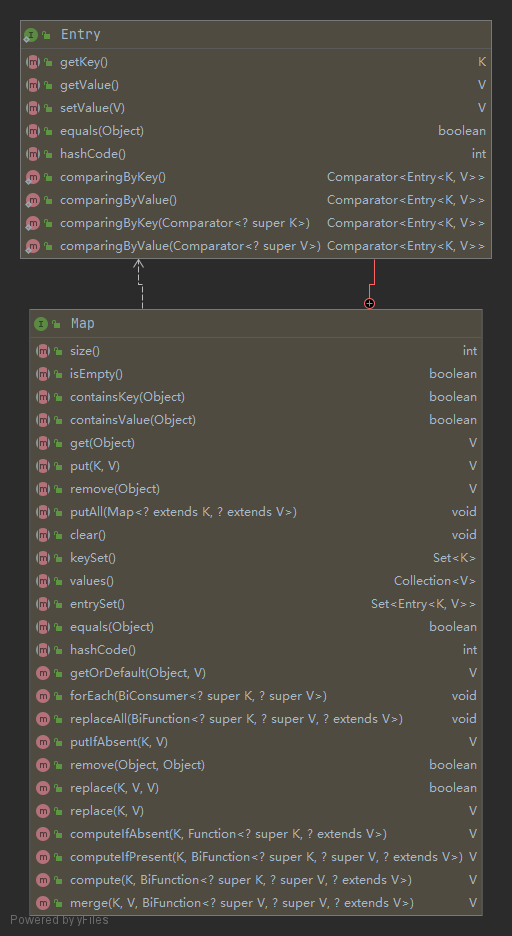 Entry
getKey() K
getValue() V
setValue(V) V
equals(Object) boolean
hashCode() int
comparingByKey() Comparator<Entry<K, V>>
comparingByValue() Comparator<Entry<K, V>>
comparingByKey(Comparator<? super K>) Comparator<Entry<K, V>>
comparingByValue(Comparator<? super V>) Comparator<Entry<K, V>>
Map
size() int
isEmpty() boolean
containsKey(Object) boolean
containsValue(Object) boolean
get(Object) V
put(K, V) V
remove(Object) V
putAll(Map<? extends K, ? extends V>) void
clear() void
keySet() Set<K>
values() Collection<V>
entrySet() Set<Entry<K, V>>
equals(Object) boolean
hashCode() int
getOrDefault(Object, V) V
forEach(BiConsumer<? super K, ? super V>) void
replaceAll(BiFunction<? super K, ? super V, ? extends V>) void
putIfAbsent(K, V) V
remove(Object, Object) boolean
replace(K, V, V) boolean
replace(K, V) V
computeIfAbsent(K, Function<? super K, ? extends V>) V
computeIfPresent(K, BiFunction<? super K, ? super V, ? extends V>) V
compute(K, BiFunction<? super K, ? super V, ? extends V>) V
merge(K, V, BiFunction<? super V, ? super V, ? extends V>) V
Powered by yFiles